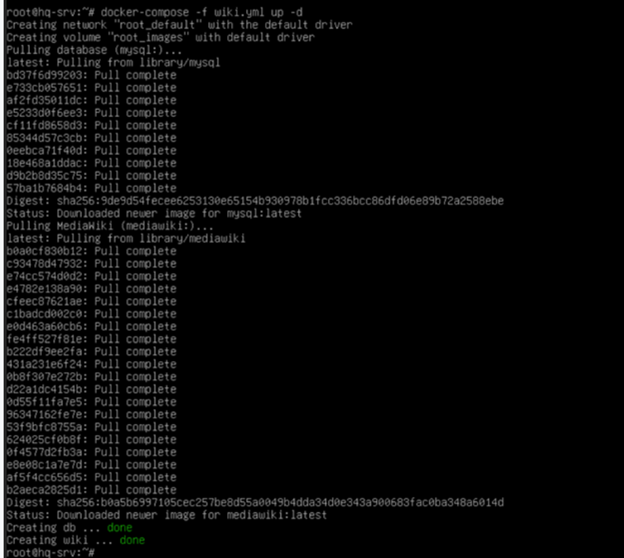 root@hq-srv:~# docker-compose -f wiki.yml up -d
Creating network "root_default" with the default driver
Creating volume "root_images" with default driver
Pulling database (mysql:)...
latest: Pulling from library/mysql
bd37f6d99203: Pull complete
e733cb057651: Pull complete
af2fd35011dc: Pull complete
e5233d0f6ee3: Pull complete
cf11fd8658d3: Pull complete
85344d57c3cb: Pull complete
0eebca71f40d: Pull complete
18e468a1ddac: Pull complete
d9b2b8d35c75: Pull complete
57ba1b7684b4: Pull complete
Digest: sha256:9de9d54fecee6253130e65154b930978b1fcc336bcc86dfd06e89b72a2588ebe
Status: Downloaded newer image for mysql:latest
Pulling MediaWiki (mediawiki:)...
latest: Pulling from library/mediawiki
b0a0cf830b12: Pull complete
c93478d47932: Pull complete
e74cc574d0d2: Pull complete
e4782e138a90: Pull complete
cfeec87621ae: Pull complete
c1badcd002c0: Pull complete
e0d463a60cb6: Pull complete
fe4ff527f81e: Pull complete
b222df9ee2fa: Pull complete
431a231e6f24: Pull complete
0b8f307e272b: Pull complete
d22a1dc4154b: Pull complete
0d55f11fa7e5: Pull complete
96347162fe7e: Pull complete
53f9bfc8755a: Pull complete
624025cf0b8f: Pull complete
0f4577d2fb3a: Pull complete
e8e08c1a7e7d: Pull complete
af5f4cc656d5: Pull complete
b2aeca2825d1: Pull complete
Digest: sha256:b0a5b6997105cec257be8d55a0049b4dda34d0e343a900683fac0ba348a6014d
Status: Downloaded newer image for mediawiki:latest
Creating db ... done
Creating wiki ... done
root@hq-srv:~#